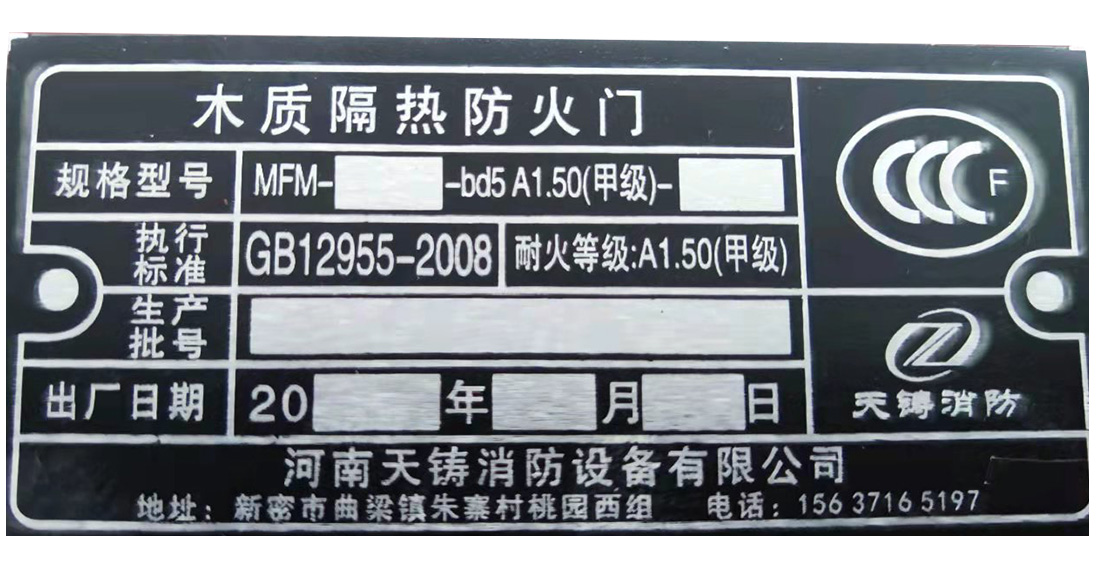 木质隔热防火门
规格型号 MFM- -bd5 A1.50(甲级)-
CCC F
执行标准 GB12955-2008 耐火等级:A1.50(甲级)
生产批号
出厂日期 20 年 月 日
天铸消防
河南天铸消防设备有限公司
地址：新密市曲梁镇朱寨村桃园西组 电话：15637165197